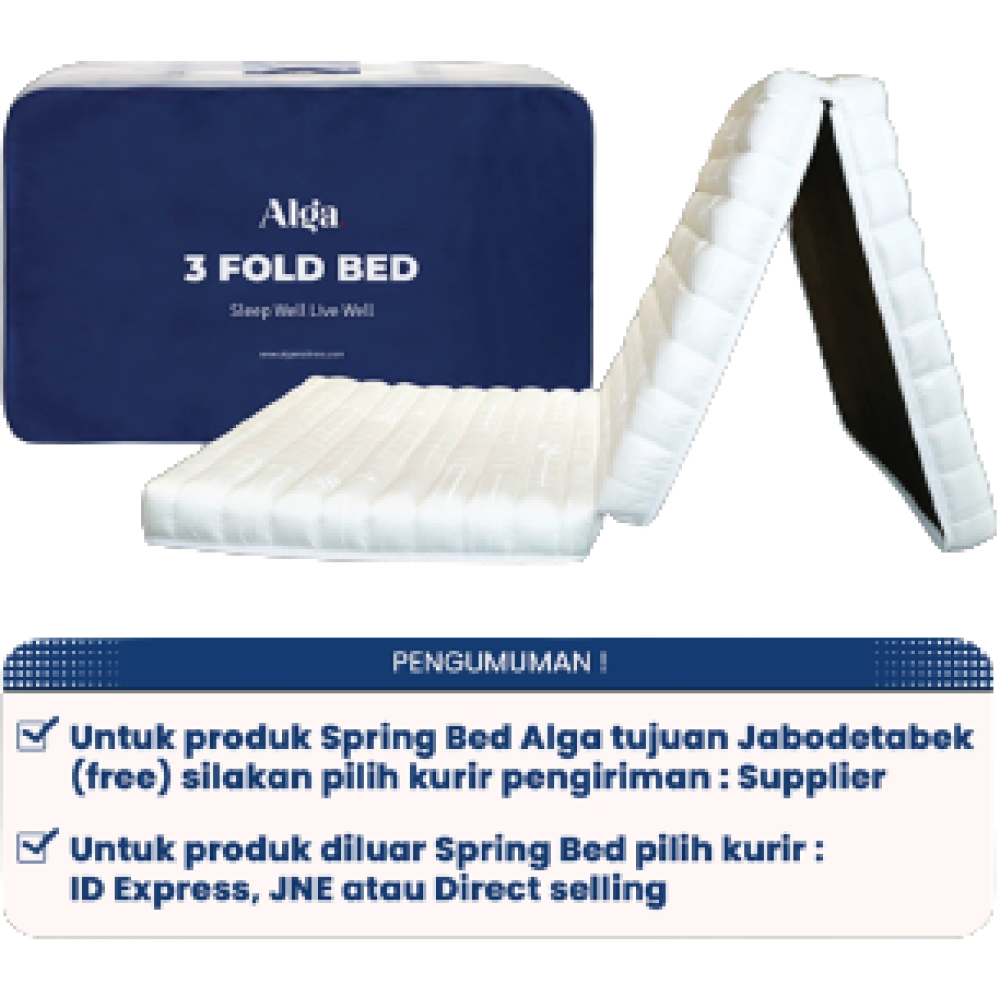 Alga
3 FOLD BED
Sleep Well Live Well
PENGUMUMAN !
Untuk produk Spring Bed Alga tujuan Jabodetabek
(free) silakan pilih kurir pengiriman : Supplier
Untuk produk diluar Spring Bed pilih kurir :
ID Express, JNE atau Direct selling